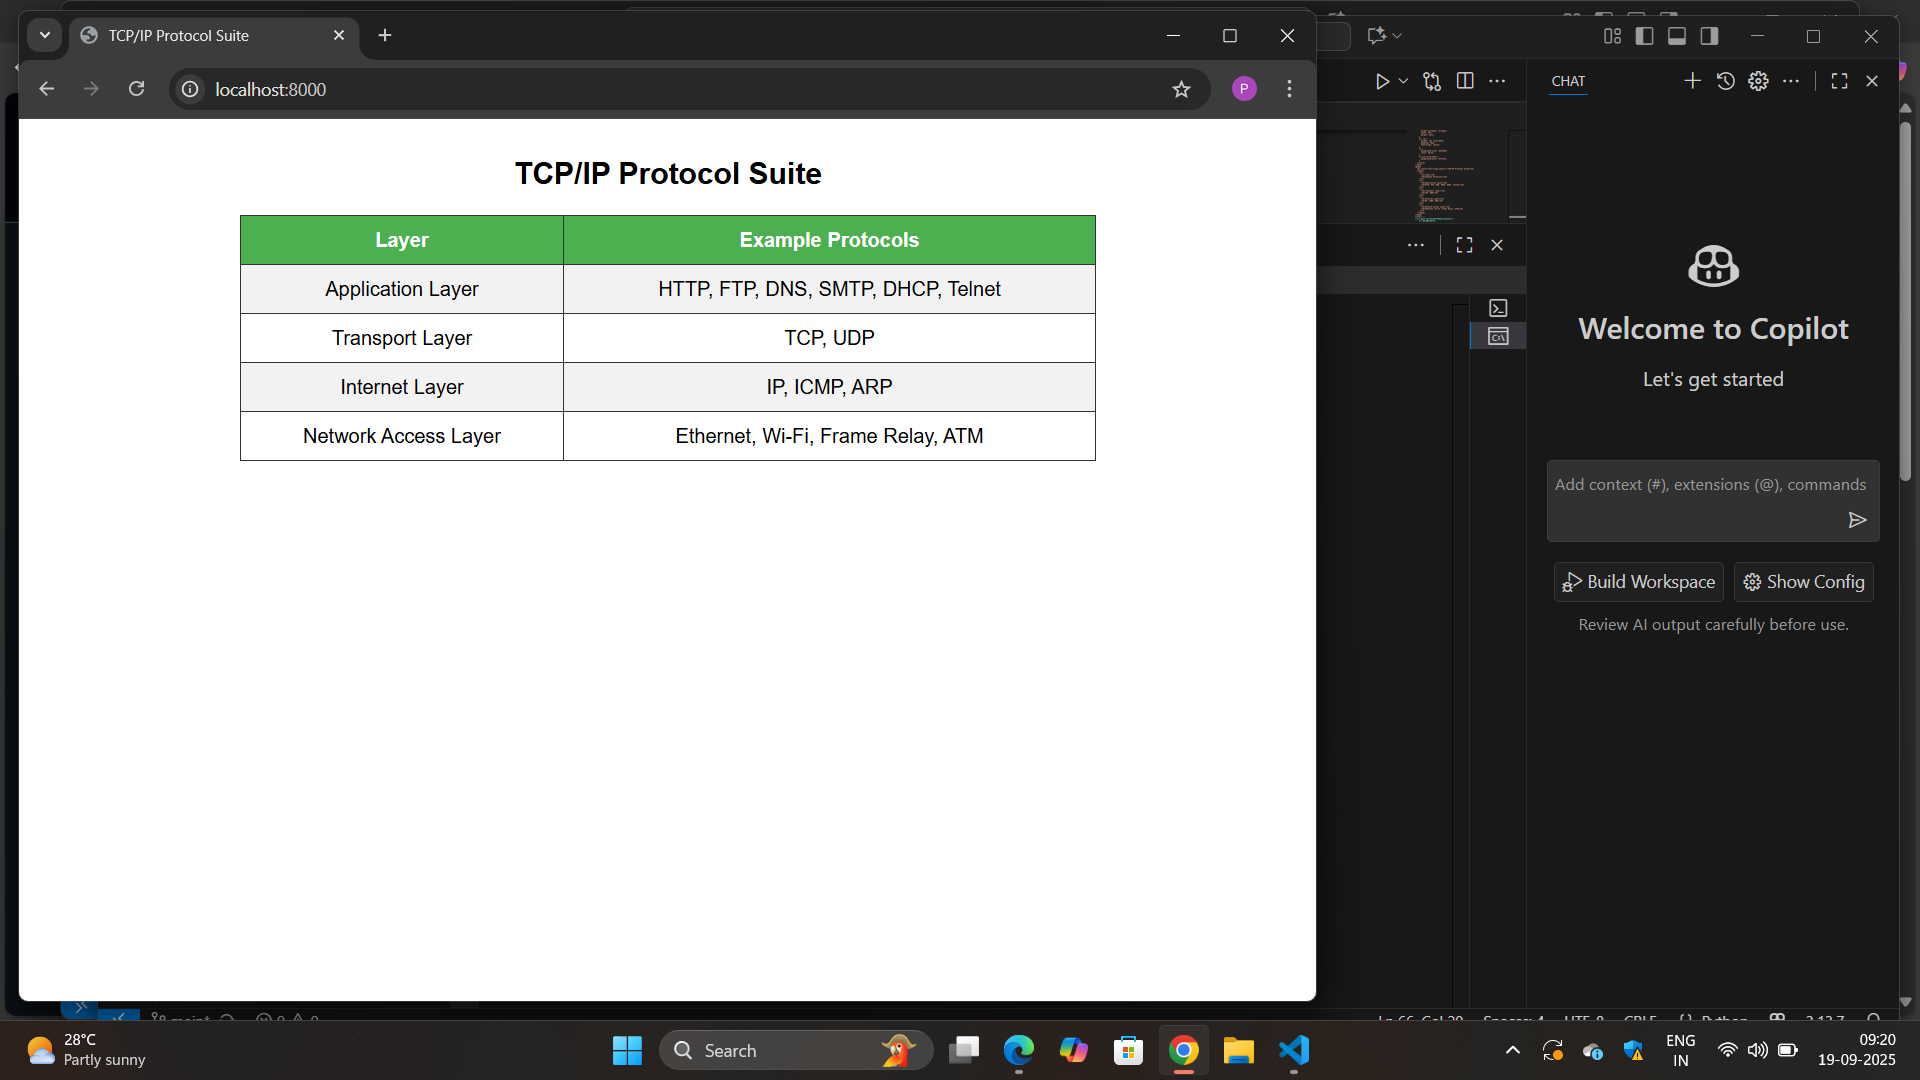 TCP/IP Protocol Suite
localhost:8000
P
TCP/IP Protocol Suite
Layer Example Protocols
Application Layer HTTP, FTP, DNS, SMTP, DHCP, Telnet
Transport Layer TCP, UDP
Internet Layer IP, ICMP, ARP
Network Access Layer Ethernet, Wi-Fi, Frame Relay, ATM
CHAT
Welcome to Copilot
Let's get started
Add context (#), extensions (@), commands
Build Workspace Show Config
Review AI output carefully before use.
28°C
Partly sunny
Search
ENG
IN
09:20
19-09-2025